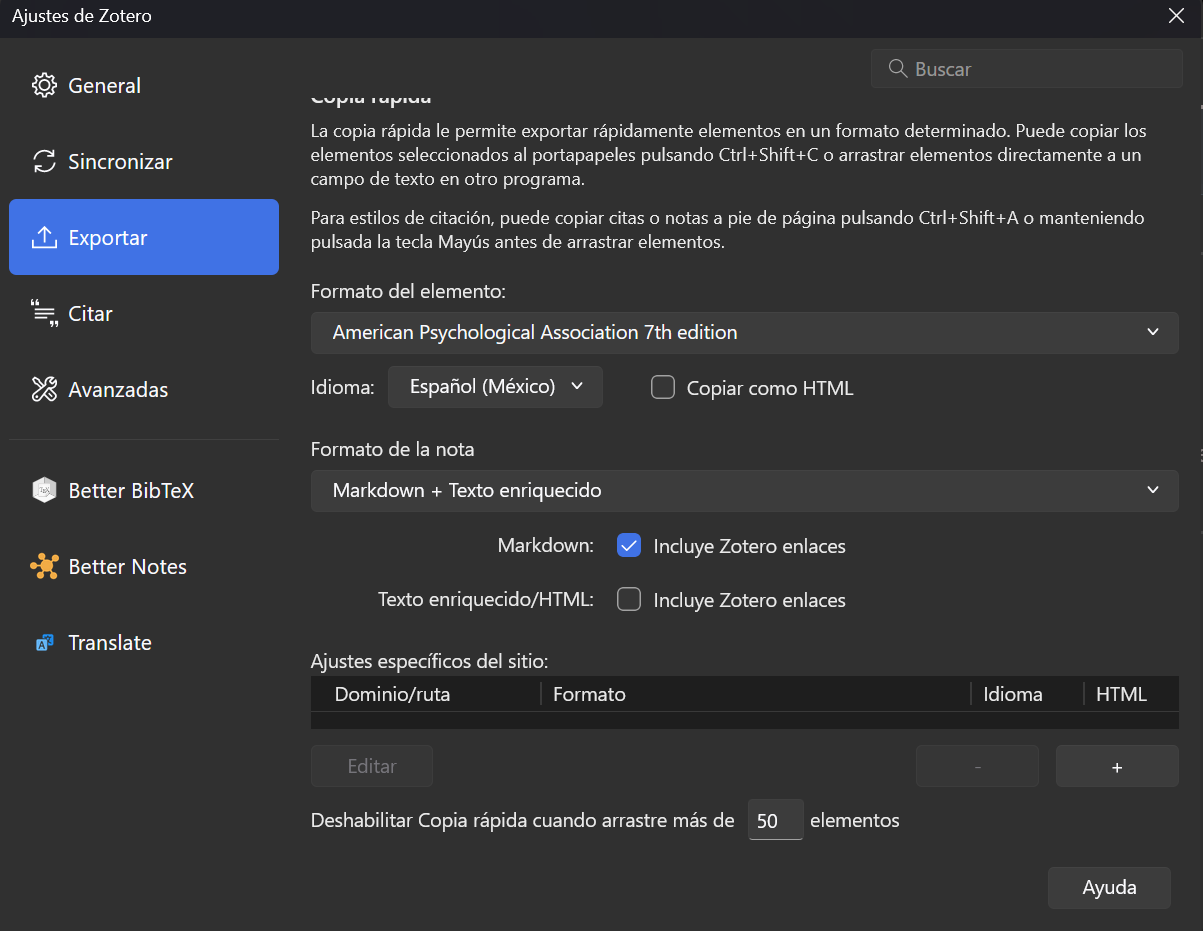 Ajustes de Zotero
Buscar
General
Sincronizar
Exportar
Citar
Avanzadas
Better BibTeX
Better Notes
Translate
Copia rápida
La copia rápida le permite exportar rápidamente elementos en un formato determinado. Puede copiar los
elementos seleccionados al portapapeles pulsando Ctrl+Shift+C o arrastrar elementos directamente a un
campo de texto en otro programa.
Para estilos de citación, puede copiar citas o notas a pie de página pulsando Ctrl+Shift+A o manteniendo
pulsada la tecla Mayús antes de arrastrar elementos.
Formato del elemento:
American Psychological Association 7th edition
Idioma: Español (México) Copiar como HTML
Formato de la nota
Markdown + Texto enriquecido
Markdown: Incluye Zotero enlaces
Texto enriquecido/HTML: Incluye Zotero enlaces
Ajustes específicos del sitio:
Dominio/ruta Formato Idioma HTML
Editar - +
Deshabilitar Copia rápida cuando arrastre más de 50 elementos
Ayuda